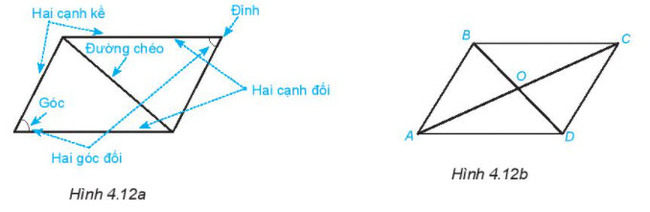 Hai cạnh kề
Đỉnh
Đường chéo
Góc
Hai cạnh đối
Hai góc đối
Hình 4.12a
B
C
O
A
D
Hình 4.12b